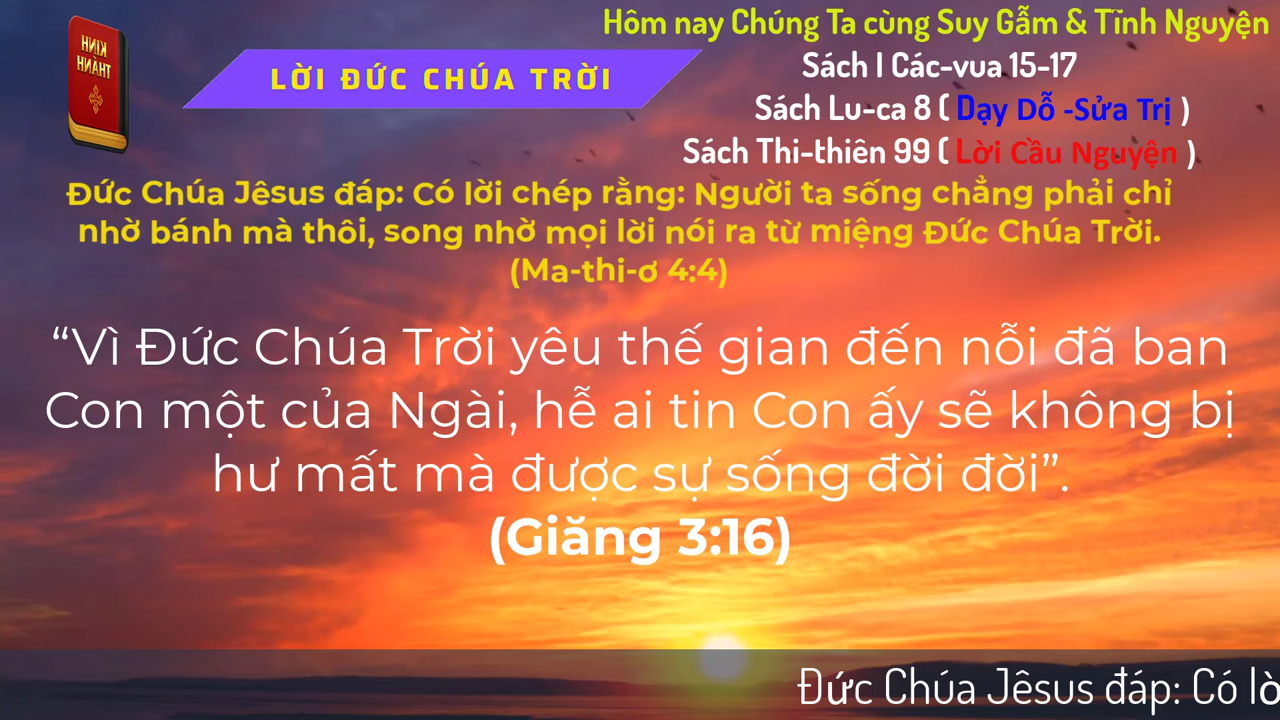 Hôm nay Chúng Ta cùng Suy Gẫm & Tĩnh Nguyện
KINH
THÁNH
LỜI ĐỨC CHÚA TRỜI
Sách I Các-vua 15-17
Sách Lu-ca 8 ( Dạy Dỗ -Sửa Trị )
Sách Thi-thiên 99 ( Lời Cầu Nguyện )
Đức Chúa Jêsus đáp: Có lời chép rằng: Người ta sống chẳng phải chỉ
nhờ bánh mà thôi, song nhờ mọi lời nói ra từ miệng Đức Chúa Trời.
(Ma-thi-ơ 4:4)
“Vì Đức Chúa Trời yêu thế gian đến nỗi đã ban
Con một của Ngài, hễ ai tin Con ấy sẽ không bị
hư mất mà được sự sống đời đời”.
(Giăng 3:16)
Đức Chúa Jêsus đáp: Có lờ